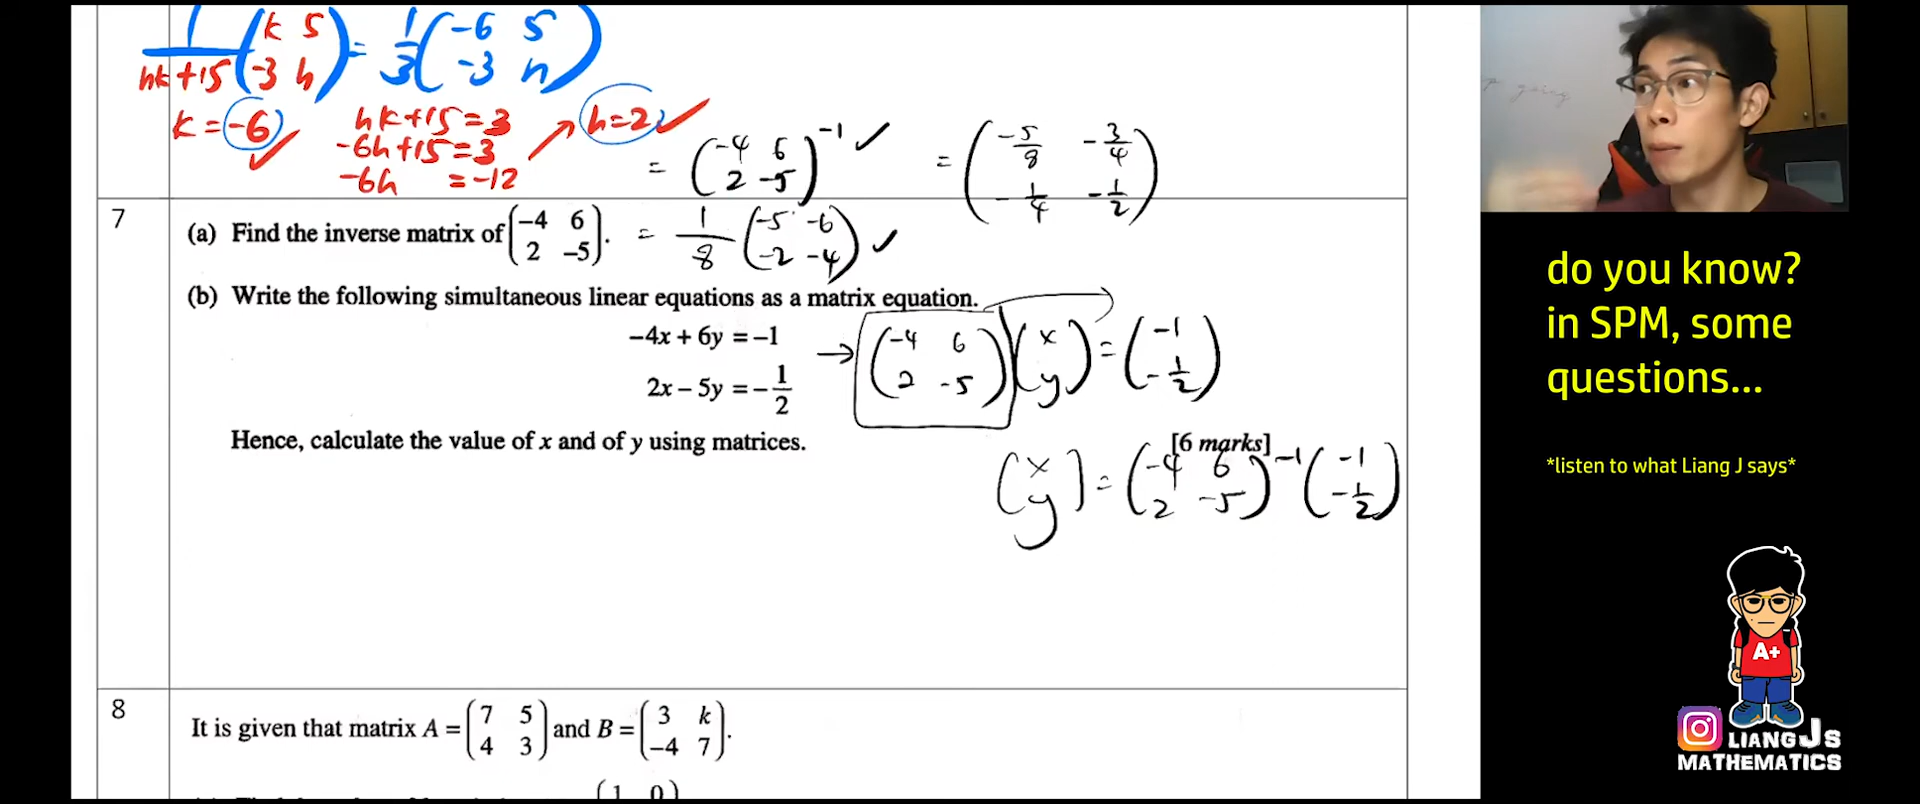 1/(hk+15) (k 5; -3 h) = 1/3 (-6 5; -3 h)
k = -6 ✓ hk+15=3 → h=2 ✓
-6h+15=3
-6h =-12
= (-4 6; 2 -5)^-1 ✓ = (-5/8 -3/4; -1/4 -1/2)
7
(a) Find the inverse matrix of (-4 6; 2 -5). = 1/8 (-5 -6; -2 -4) ✓
(b) Write the following simultaneous linear equations as a matrix equation.
-4x + 6y = -1
2x - 5y = -1/2
→ (-4 6; 2 -5)(x; y) = (-1; -1/2)
Hence, calculate the value of x and of y using matrices.
[6 marks]
(x; y) = (-4 6; 2 -5)^-1 (-1; -1/2)
8
It is given that matrix A = (7 5; 4 3) and B = (3 k; -4 7).
(1 0
do you know?
in SPM, some
questions...
*listen to what Liang J says*
A+
LIANG Js
MATHEMATICS